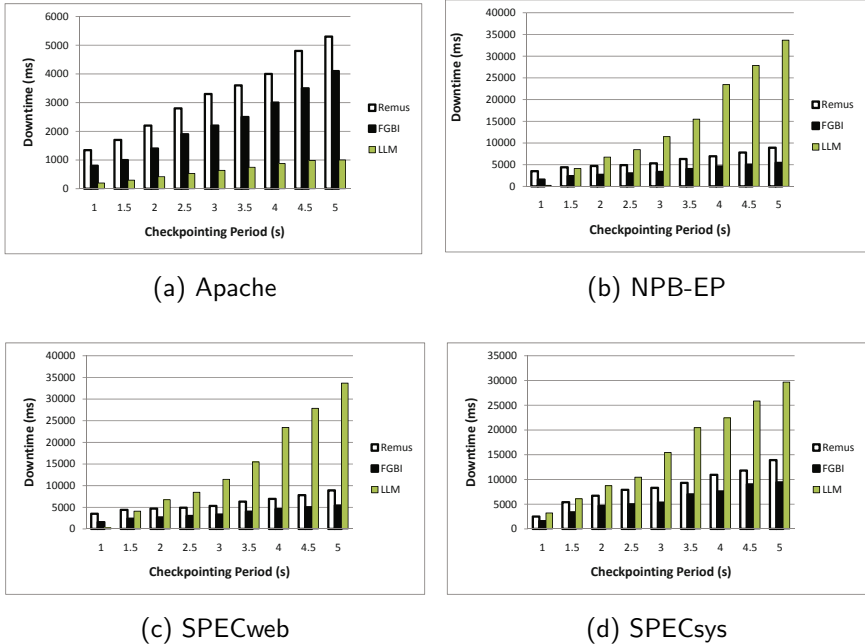 6000
5000
4000
3000
2000
1000
0
Downtime (ms)
Remus
FGBI
LLM
1 1.5 2 2.5 3 3.5 4 4.5 5
Checkpointing Period (s)
(a) Apache
40000
35000
30000
25000
20000
15000
10000
5000
0
Downtime (ms)
Remus
FGBI
LLM
1 1.5 2 2.5 3 3.5 4 4.5 5
Checkpointing Period (s)
(b) NPB-EP
40000
35000
30000
25000
20000
15000
10000
5000
0
Downtime (ms)
Remus
FGBI
LLM
1 1.5 2 2.5 3 3.5 4 4.5 5
Checkpointing Period (s)
(c) SPECweb
35000
30000
25000
20000
15000
10000
5000
0
Downtime (ms)
Remus
FGBI
LLM
1 1.5 2 2.5 3 3.5 4 4.5 5
Checkpointing Period (s)
(d) SPECsys